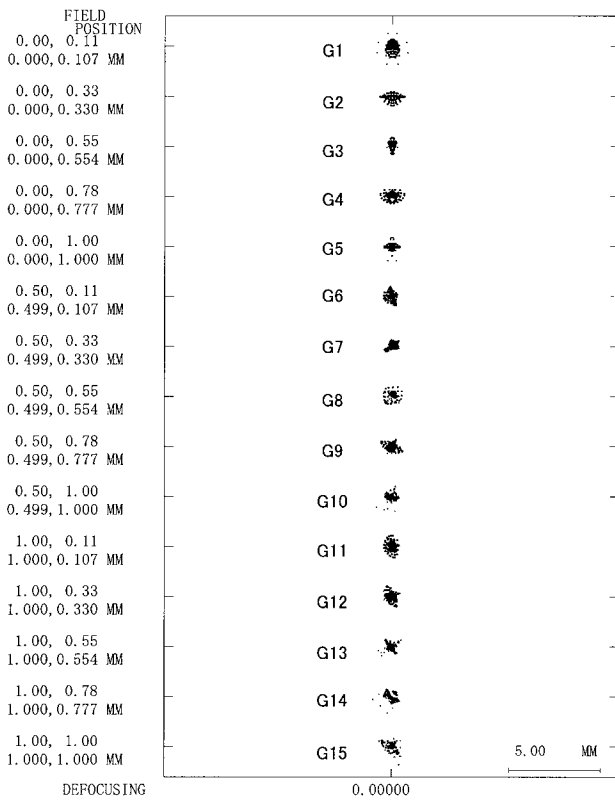 FIELD
POSITION
0.00, 0.11
0.000,0.107 MM
G1
0.00, 0.33
0.000,0.330 MM
G2
0.00, 0.55
0.000,0.554 MM
G3
0.00, 0.78
0.000,0.777 MM
G4
0.00, 1.00
0.000,1.000 MM
G5
0.50, 0.11
0.499,0.107 MM
G6
0.50, 0.33
0.499,0.330 MM
G7
0.50, 0.55
0.499,0.554 MM
G8
0.50, 0.78
0.499,0.777 MM
G9
0.50, 1.00
0.499,1.000 MM
G10
1.00, 0.11
1.000,0.107 MM
G11
1.00, 0.33
1.000,0.330 MM
G12
1.00, 0.55
1.000,0.554 MM
G13
1.00, 0.78
1.000,0.777 MM
G14
1.00, 1.00
1.000,1.000 MM
G15
5.00 MM
DEFOCUSING 0.00000